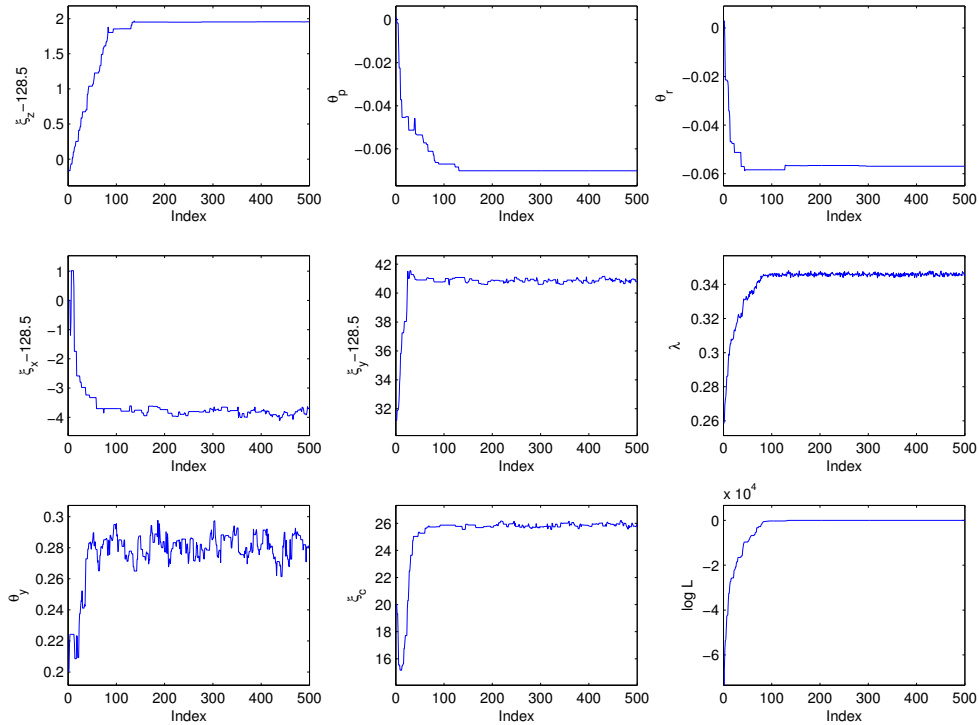 2
1.5
1
0.5
0
ξz−128.5
0 100 200 300 400 500
Index
0
−0.02
−0.04
−0.06
θp
0 100 200 300 400 500
Index
0
−0.02
−0.04
−0.06
θr
0 100 200 300 400 500
Index
1
0
−1
−2
−3
−4
ξx−128.5
0 100 200 300 400 500
Index
42
40
38
36
34
32
ξy−128.5
0 100 200 300 400 500
Index
0.34
0.32
0.3
0.28
0.26
λ
0 100 200 300 400 500
Index
0.3
0.28
0.26
0.24
0.22
0.2
θy
0 100 200 300 400 500
Index
26
24
22
20
18
16
14
ξc
0 100 200 300 400 500
Index
x 10^4
0
−2
−4
−6
log L
0 100 200 300 400 500
Index